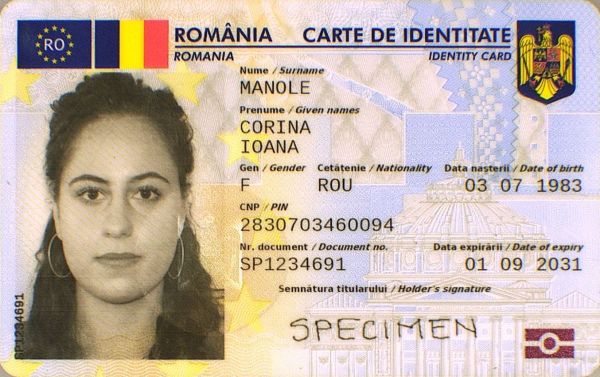 RO
ROMÂNIA CARTE DE IDENTITATE
ROMANIA IDENTITY CARD
Nume / Surname
MANOLE
Prenume / Given names
CORINA
IOANA
Gen / Gender Cetățenie / Nationality Data nașterii / Date of birth
F ROU 03 07 1983
CNP / PIN
2830703460094
Nr. document / Document no. Data expirării / Date of expiry
SP1234691 01 09 2031
Semnătura titularului / Holder's signature
SPECIMEN
SP1234691